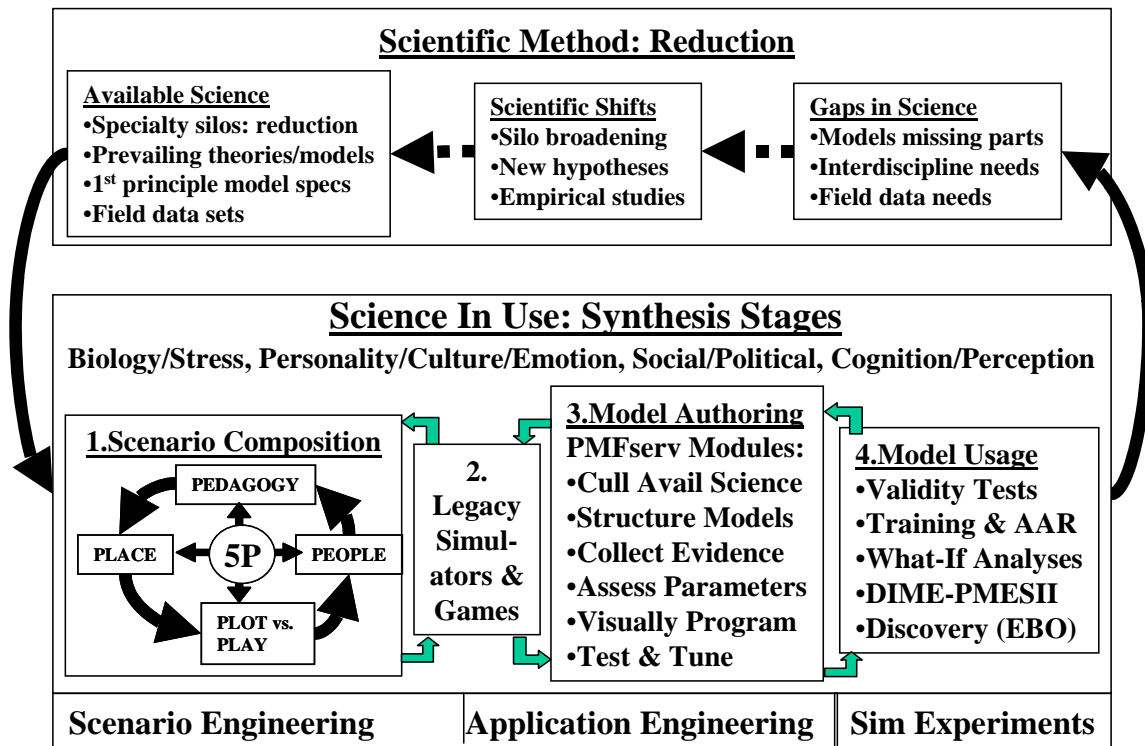 Scientific Method: Reduction
Available Science
•Specialty silos: reduction
•Prevailing theories/models
•1st principle model specs
•Field data sets
Scientific Shifts
•Silo broadening
•New hypotheses
•Empirical studies
Gaps in Science
•Models missing parts
•Interdiscipline needs
•Field data needs
Science In Use: Synthesis Stages
Biology/Stress, Personality/Culture/Emotion, Social/Political, Cognition/Perception
1.Scenario Composition
PEDAGOGY
PLACE
5P
PEOPLE
PLOT vs.
PLAY
2.
Legacy
Simul-
ators &
Games
3.Model Authoring
PMFserv Modules:
•Cull Avail Science
•Structure Models
•Collect Evidence
•Assess Parameters
•Visually Program
•Test & Tune
4.Model Usage
•Validity Tests
•Training & AAR
•What-If Analyses
•DIME-PMESII
•Discovery (EBO)
Scenario Engineering
Application Engineering
Sim Experiments